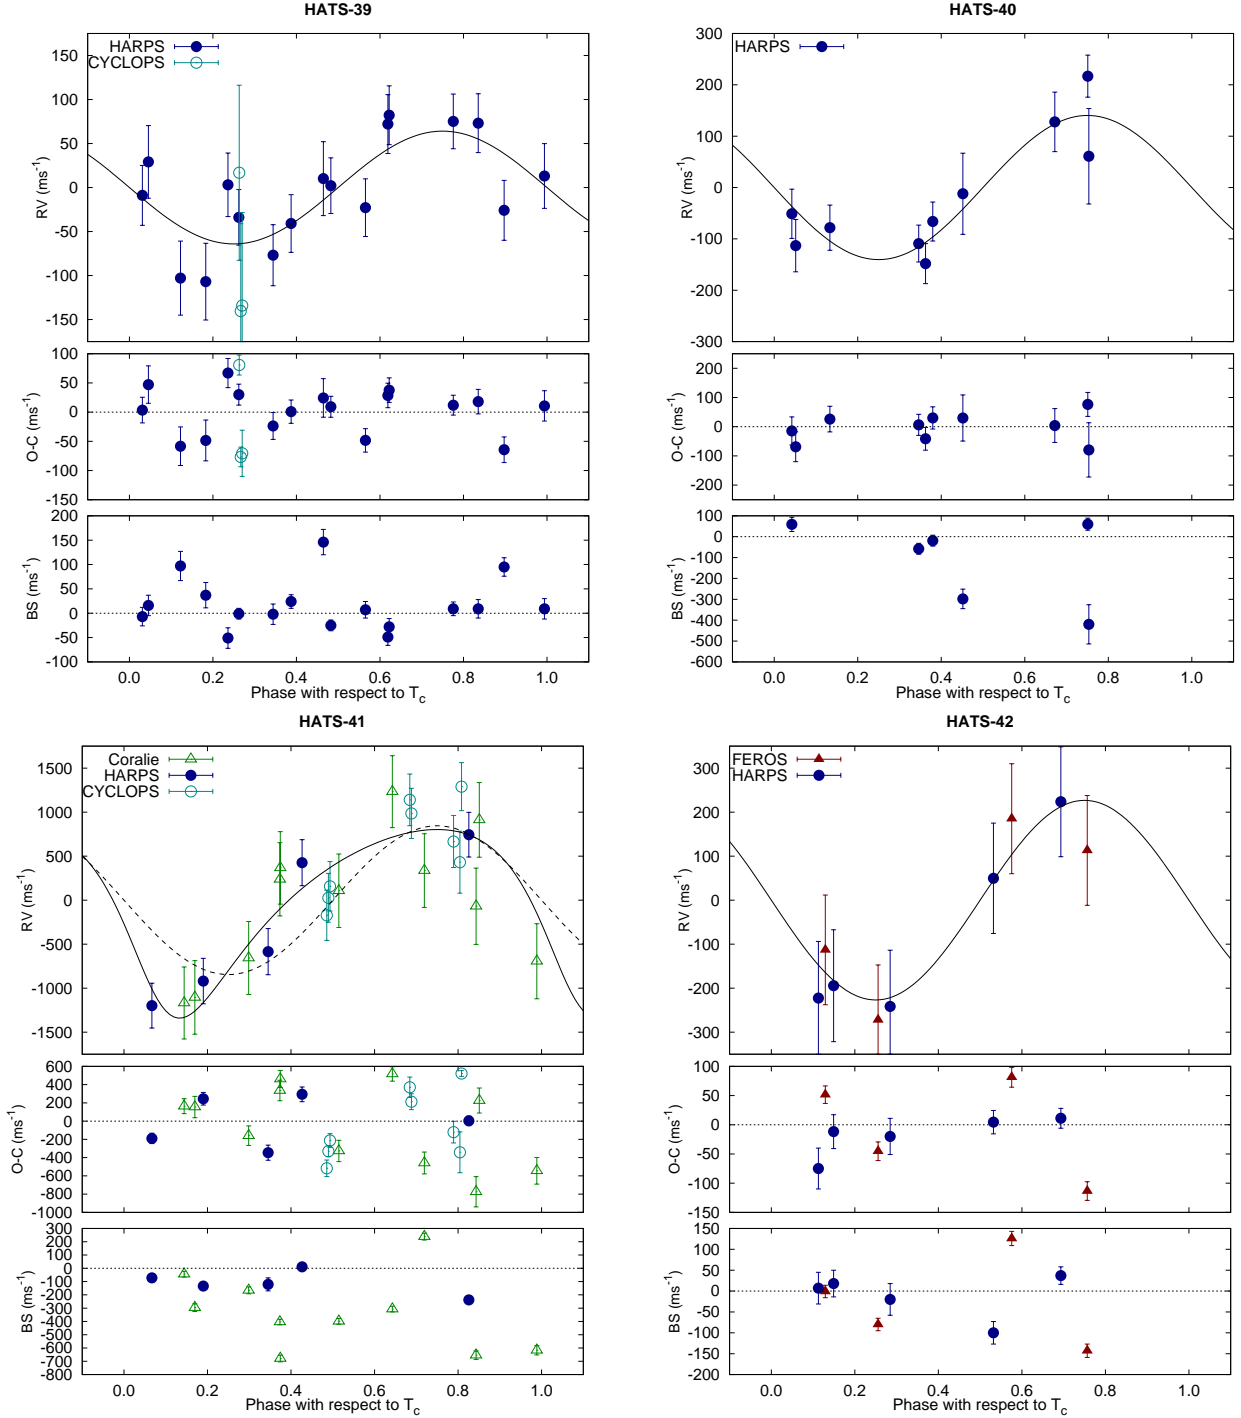 HATS-39
HARPS
CYCLOPS
150
100
50
0
-50
-100
-150
RV (ms⁻¹)
100
50
0
-50
-100
-150
O-C (ms⁻¹)
200
150
100
50
0
-50
-100
BS (ms⁻¹)
0.0 0.2 0.4 0.6 0.8 1.0
Phase with respect to Tc
HATS-40
HARPS
300
200
100
0
-100
-200
-300
RV (ms⁻¹)
200
100
0
-100
-200
O-C (ms⁻¹)
100
0
-100
-200
-300
-400
-500
-600
BS (ms⁻¹)
0.0 0.2 0.4 0.6 0.8 1.0
Phase with respect to Tc
HATS-41
Coralie
HARPS
CYCLOPS
1500
1000
500
0
-500
-1000
-1500
RV (ms⁻¹)
600
400
200
0
-200
-400
-600
-800
-1000
O-C (ms⁻¹)
300
200
100
0
-100
-200
-300
-400
-500
-600
-700
-800
BS (ms⁻¹)
0.0 0.2 0.4 0.6 0.8 1.0
Phase with respect to Tc
HATS-42
FEROS
HARPS
300
200
100
0
-100
-200
-300
RV (ms⁻¹)
100
50
0
-50
-100
-150
O-C (ms⁻¹)
150
100
50
0
-50
-100
-150
-200
BS (ms⁻¹)
0.0 0.2 0.4 0.6 0.8 1.0
Phase with respect to Tc